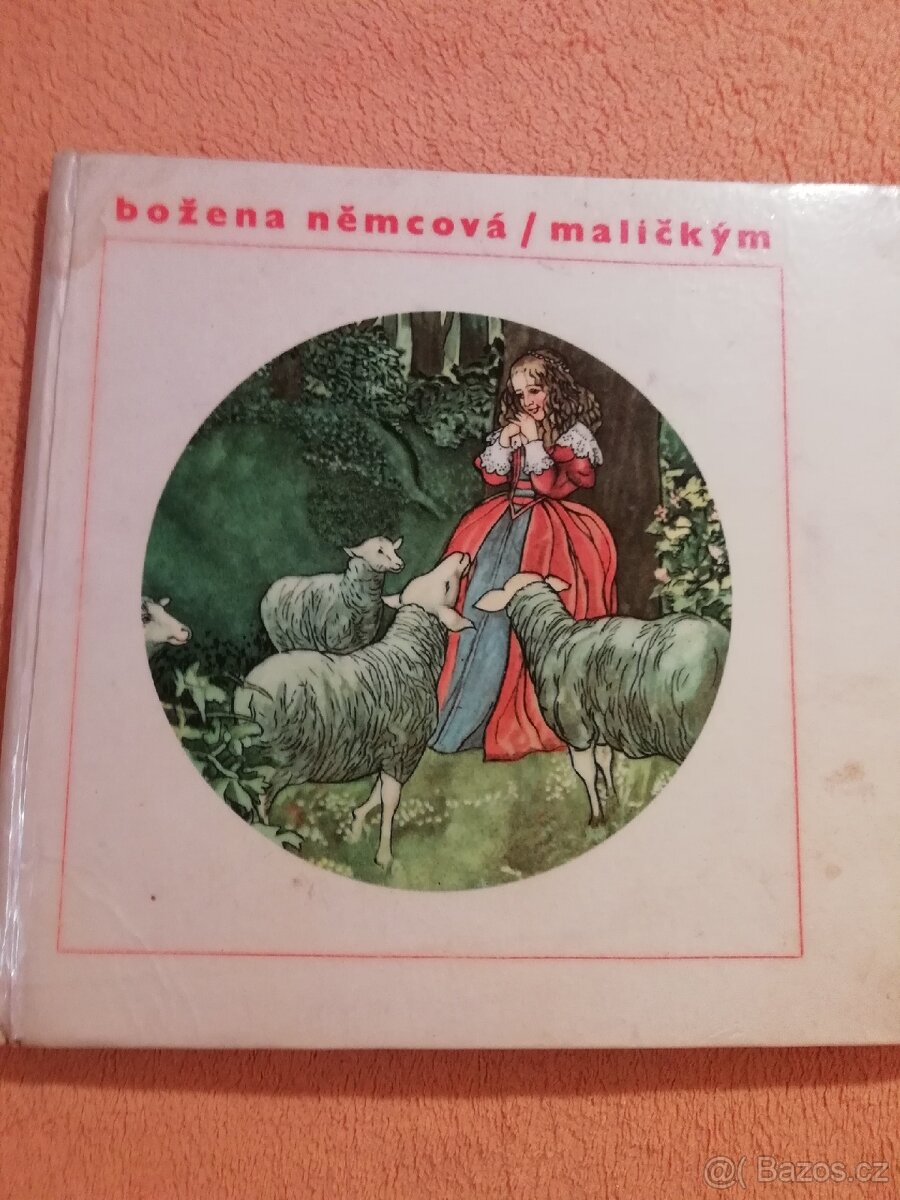 božena němcová / maličkým
@( Bazos.cz